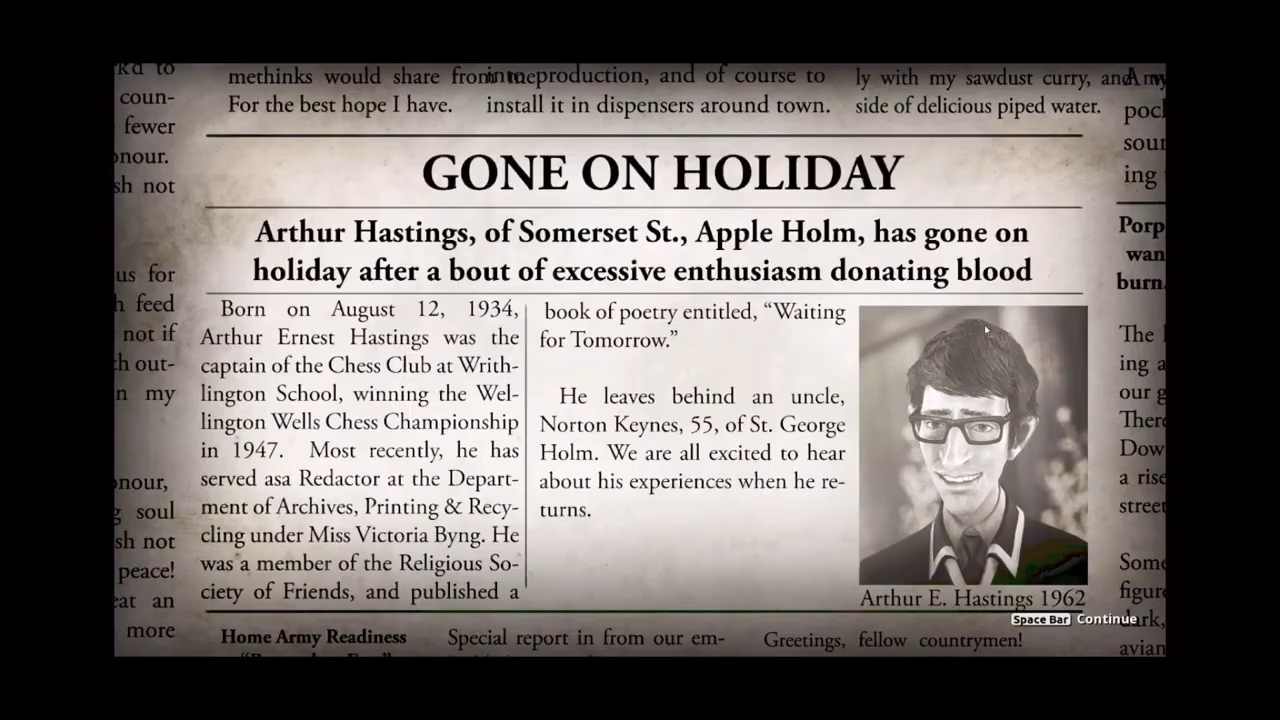 rk'd to
coun-
fewer
onour.
sh not
us for
h feed
not if
h out-
n my
onour,
g soul
sh not
peace!
eat an
more
methinks would share from me
For the best hope I have.
into production, and of course to
install it in dispensers around town.
ly with my sawdust curry, and my
side of delicious piped water.
GONE ON HOLIDAY
Arthur Hastings, of Somerset St., Apple Holm, has gone on
holiday after a bout of excessive enthusiasm donating blood
Born on August 12, 1934,
Arthur Ernest Hastings was the
captain of the Chess Club at Writh-
lington School, winning the Wel-
lington Wells Chess Championship
in 1947. Most recently, he has
served asa Redactor at the Depart-
ment of Archives, Printing & Recy-
cling under Miss Victoria Byng. He
was a member of the Religious So-
ciety of Friends, and published a
book of poetry entitled, “Waiting
for Tomorrow.”
He leaves behind an uncle,
Norton Keynes, 55, of St. George
Holm. We are all excited to hear
about his experiences when he re-
turns.
Arthur E. Hastings 1962
Space Bar Continue
Home Army Readiness
Special report in from our em-
Greetings, fellow countrymen!
pocl
sour
ing
Porp
wan
burn.
The
ing a
our g
There
Dow
a rise
street
Some
figure
dark,
avian